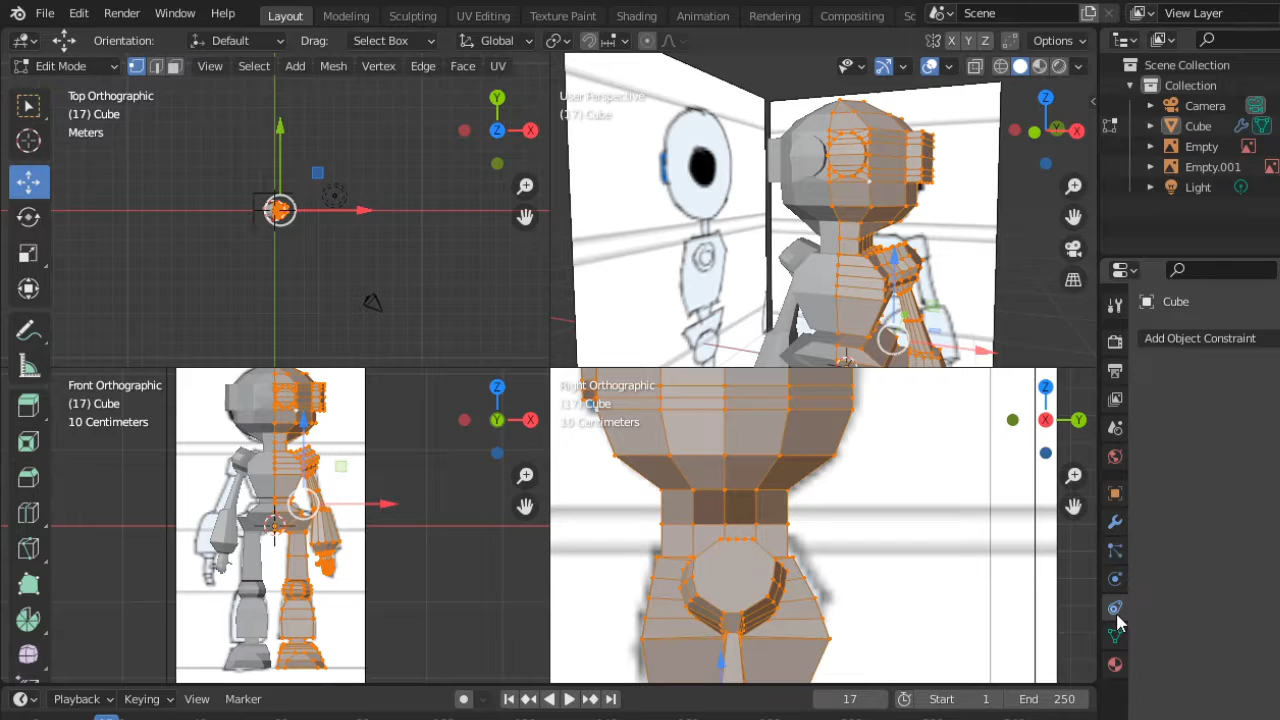 File Edit Render Window Help Layout Modeling Sculpting UV Editing Texture Paint Shading Animation Rendering Compositing Sc Scene View Layer
Orientation: Default Drag: Select Box Global X Y Z Options
Edit Mode View Select Add Mesh Vertex Edge Face UV
Scene Collection
Collection
Camera
Cube
Empty
Empty.001
Light
Top Orthographic
(17) Cube
Meters
Y
Z
X
User Perspective
(17) Cube
Z
X
Cube
Add Object Constraint
Front Orthographic
(17) Cube
10 Centimeters
Z
Y
X
Right Orthographic
(17) Cube
10 Centimeters
Z
X
Y
Playback Keying View Marker 17 Start 1 End 250